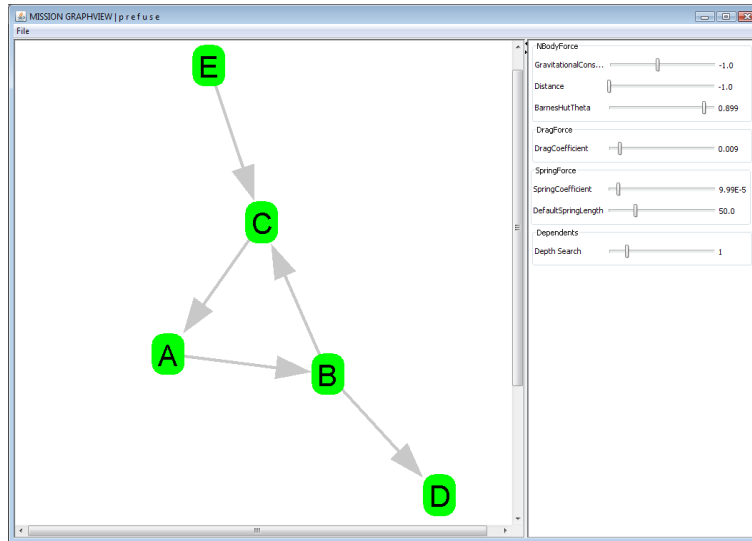 MISSION GRAPHVIEW | p r e f u s e
File
E
C
A
B
D
NBodyForce
GravitationalCons... -1.0
Distance -1.0
BarnesHutTheta 0.899
DragForce
DragCoefficient 0.009
SpringForce
SpringCoefficient 9.99E-5
DefaultSpringLength 50.0
Dependents
Depth Search 1